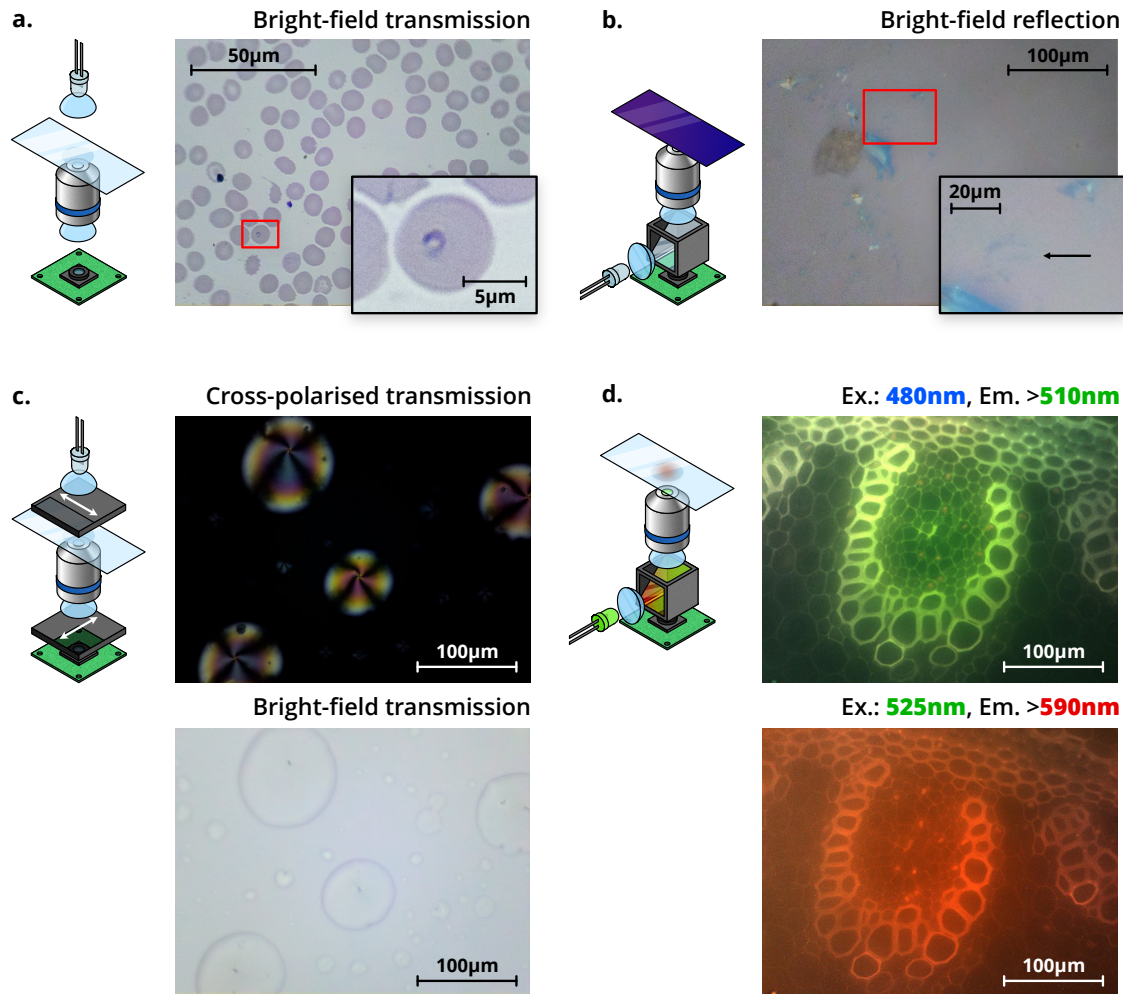 a.
Bright-field transmission
50µm
5µm
b.
Bright-field reflection
100µm
20µm
c.
Cross-polarised transmission
100µm
Bright-field transmission
100µm
d.
Ex.: 480nm, Em. >510nm
100µm
Ex.: 525nm, Em. >590nm
100µm